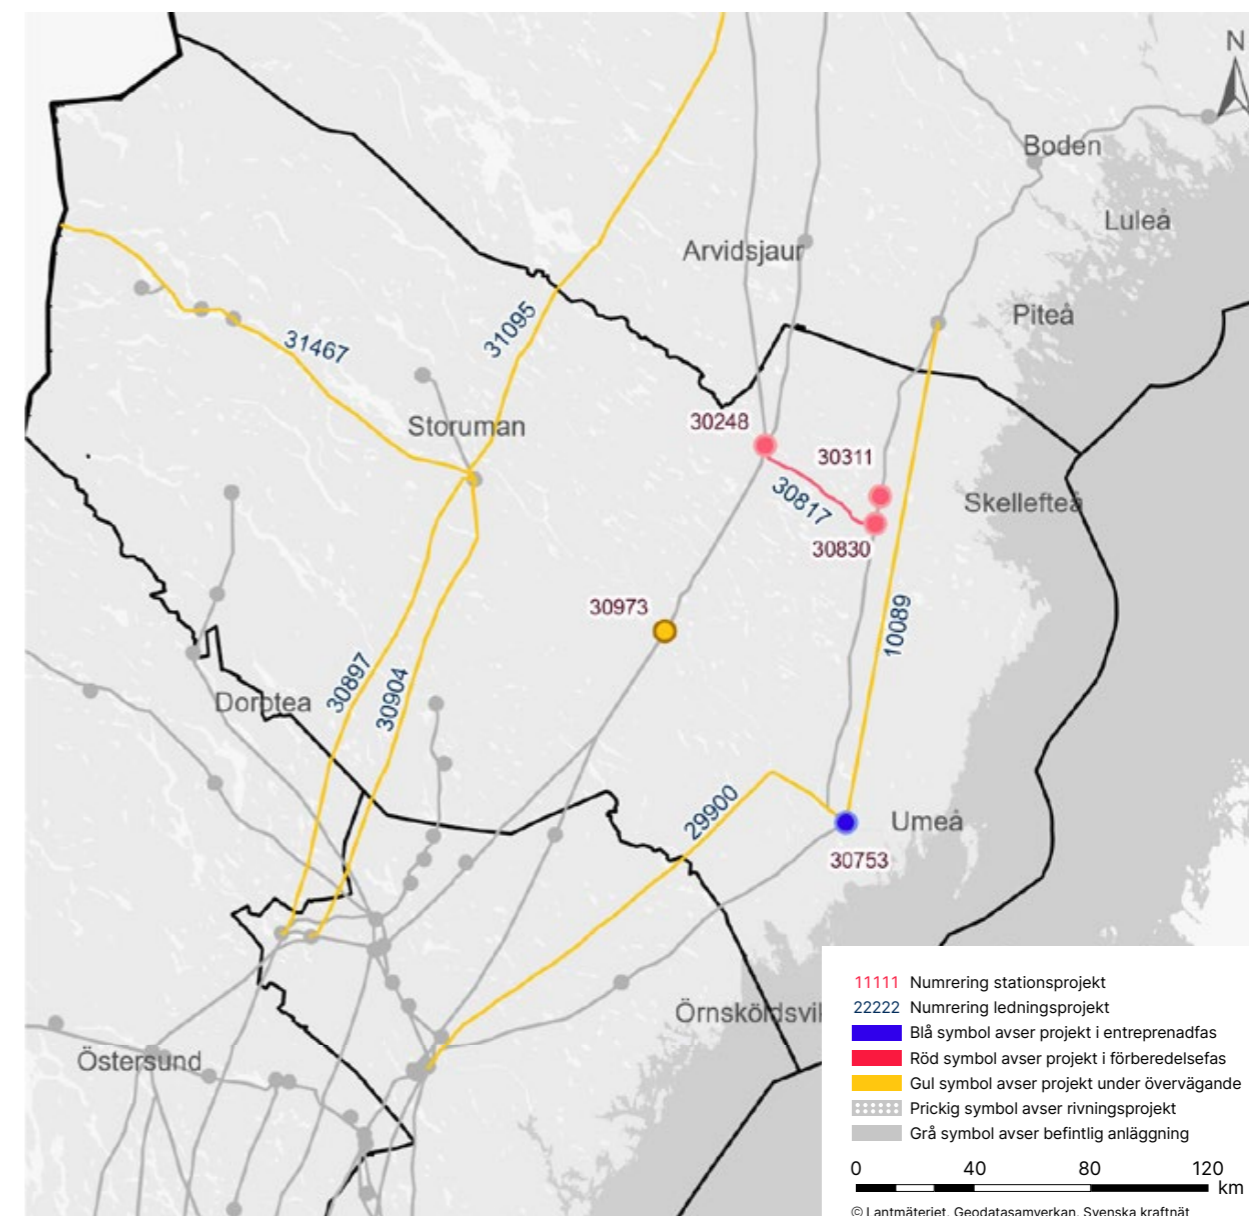 N
Boden
Luleå
Arvidsjaur
Piteå
31095
31467
Storuman
30248
30311
30817
Skellefteå
30830
30973
10089
30897
30904
Dorotea
29900
Umeå
30753
Örnsköldsvik
Östersund
11111 Numrering stationsprojekt
22222 Numrering ledningsprojekt
Blå symbol avser projekt i entreprenadfas
Röd symbol avser projekt i förberedelsefas
Gul symbol avser projekt under övervägande
Prickig symbol avser rivningsprojekt
Grå symbol avser befintlig anläggning
0 40 80 120
km
© Lantmäteriet, Geodatasamverkan, Svenska kraftnät